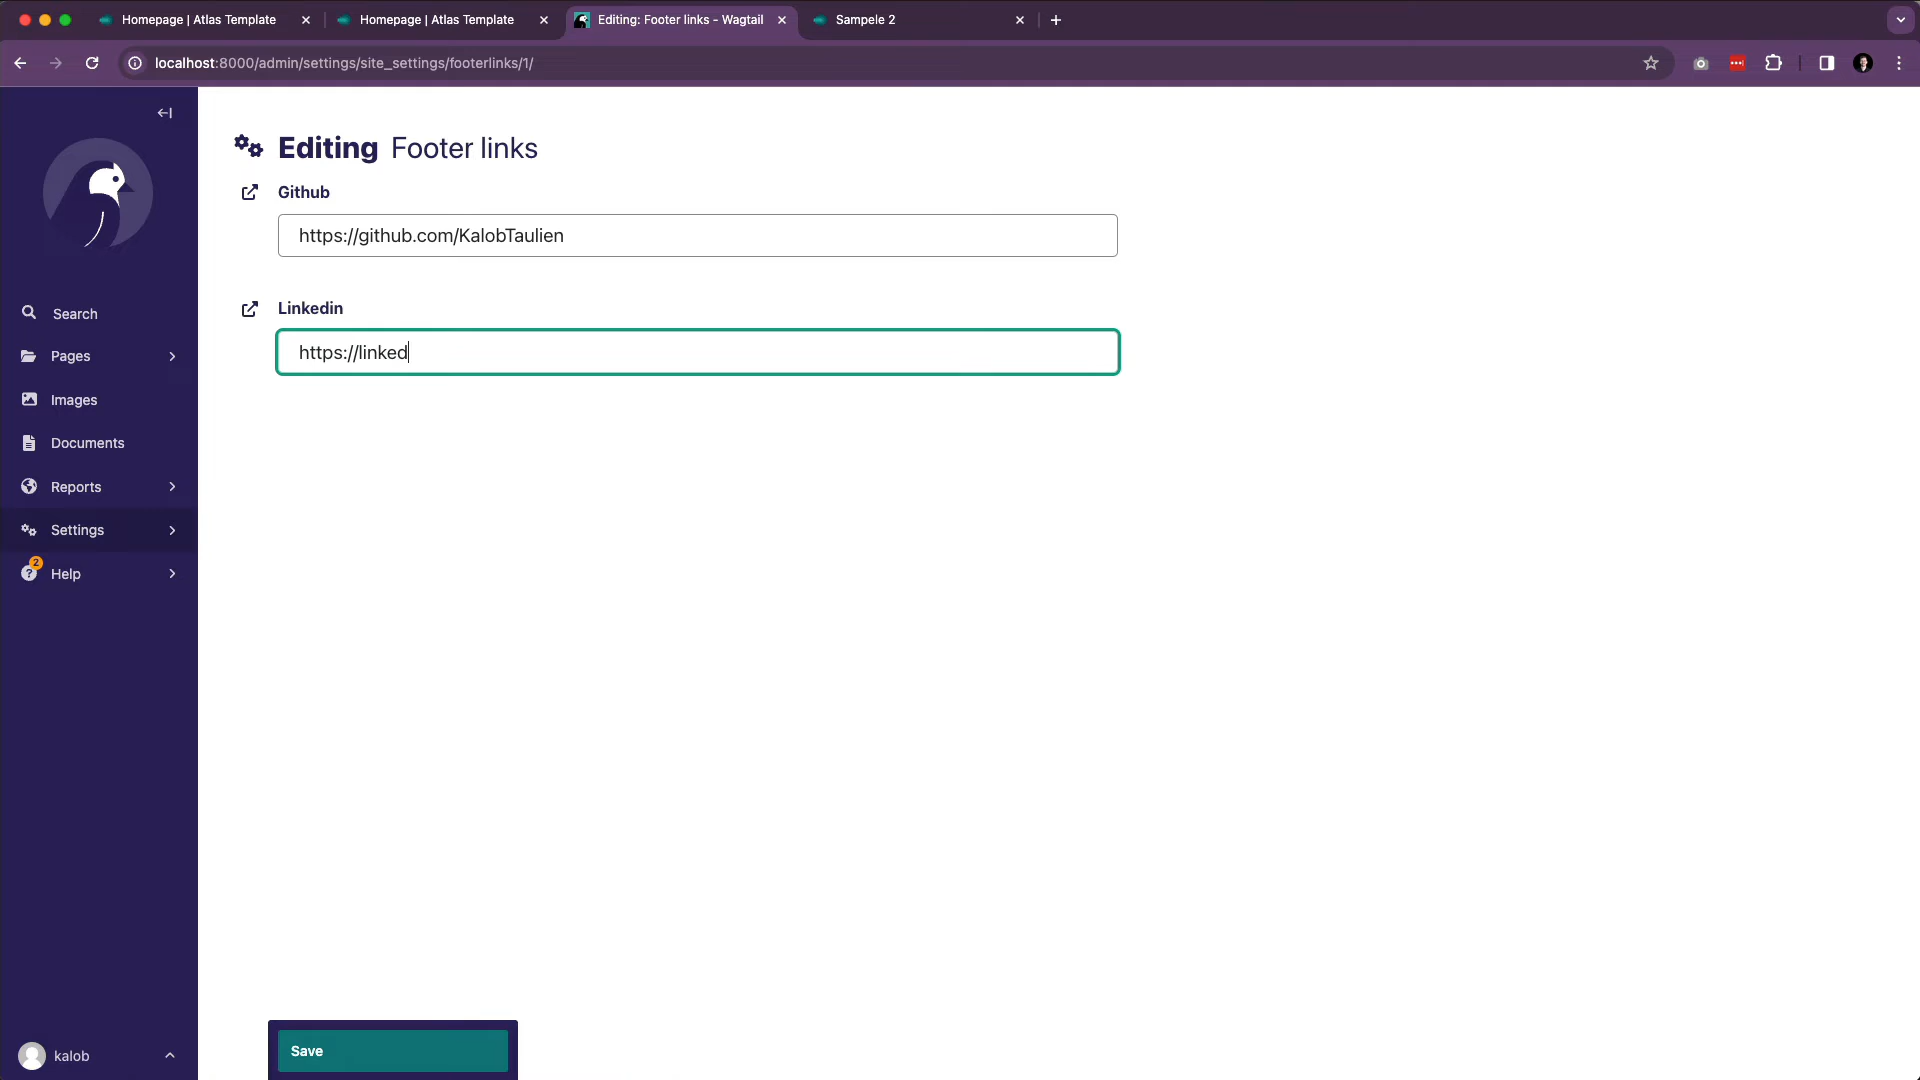 Homepage | Atlas Template
Homepage | Atlas Template
Editing: Footer links - Wagtail
Sampele 2
localhost:8000/admin/settings/site_settings/footerlinks/1/
Editing Footer links
Github
https://github.com/KalobTaulien
Linkedin
https://linked
Search
Pages
Images
Documents
Reports
Settings
2
Help
kalob
Save